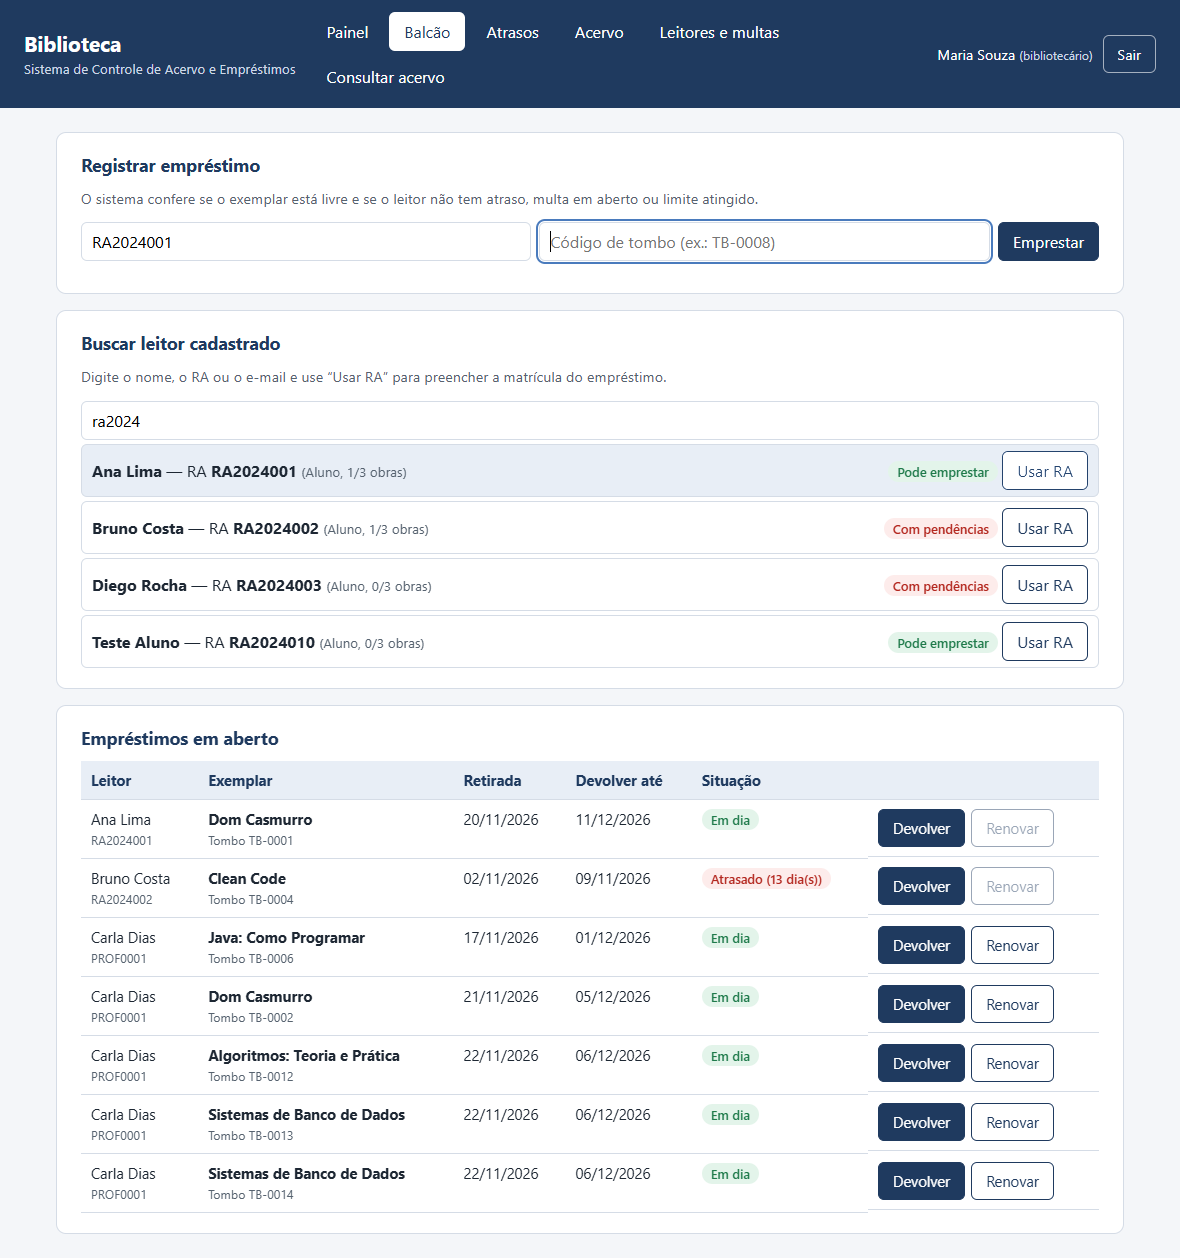 Biblioteca
Sistema de Controle de Acervo e Empréstimos
Painel
Balcão
Atrasos
Acervo
Leitores e multas
Consultar acervo
Maria Souza (bibliotecário)
Sair
Registrar empréstimo
O sistema confere se o exemplar está livre e se o leitor não tem atraso, multa em aberto ou limite atingido.
RA2024001
Código de tombo (ex.: TB-0008)
Emprestar
Buscar leitor cadastrado
Digite o nome, o RA ou o e-mail e use “Usar RA” para preencher a matrícula do empréstimo.
ra2024
Ana Lima — RA RA2024001 (Aluno, 1/3 obras) Pode emprestar Usar RA
Bruno Costa — RA RA2024002 (Aluno, 1/3 obras) Com pendências Usar RA
Diego Rocha — RA RA2024003 (Aluno, 0/3 obras) Com pendências Usar RA
Teste Aluno — RA RA2024010 (Aluno, 0/3 obras) Pode emprestar Usar RA
Empréstimos em aberto
Leitor Exemplar Retirada Devolver até Situação
Ana Lima Dom Casmurro 20/11/2026 11/12/2026 Em dia Devolver Renovar
RA2024001 Tombo TB-0001
Bruno Costa Clean Code 02/11/2026 09/11/2026 Atrasado (13 dia(s)) Devolver Renovar
RA2024002 Tombo TB-0004
Carla Dias Java: Como Programar 17/11/2026 01/12/2026 Em dia Devolver Renovar
PROF0001 Tombo TB-0006
Carla Dias Dom Casmurro 21/11/2026 05/12/2026 Em dia Devolver Renovar
PROF0001 Tombo TB-0002
Carla Dias Algoritmos: Teoria e Prática 22/11/2026 06/12/2026 Em dia Devolver Renovar
PROF0001 Tombo TB-0012
Carla Dias Sistemas de Banco de Dados 22/11/2026 06/12/2026 Em dia Devolver Renovar
PROF0001 Tombo TB-0013
Carla Dias Sistemas de Banco de Dados 22/11/2026 06/12/2026 Em dia Devolver Renovar
PROF0001 Tombo TB-0014